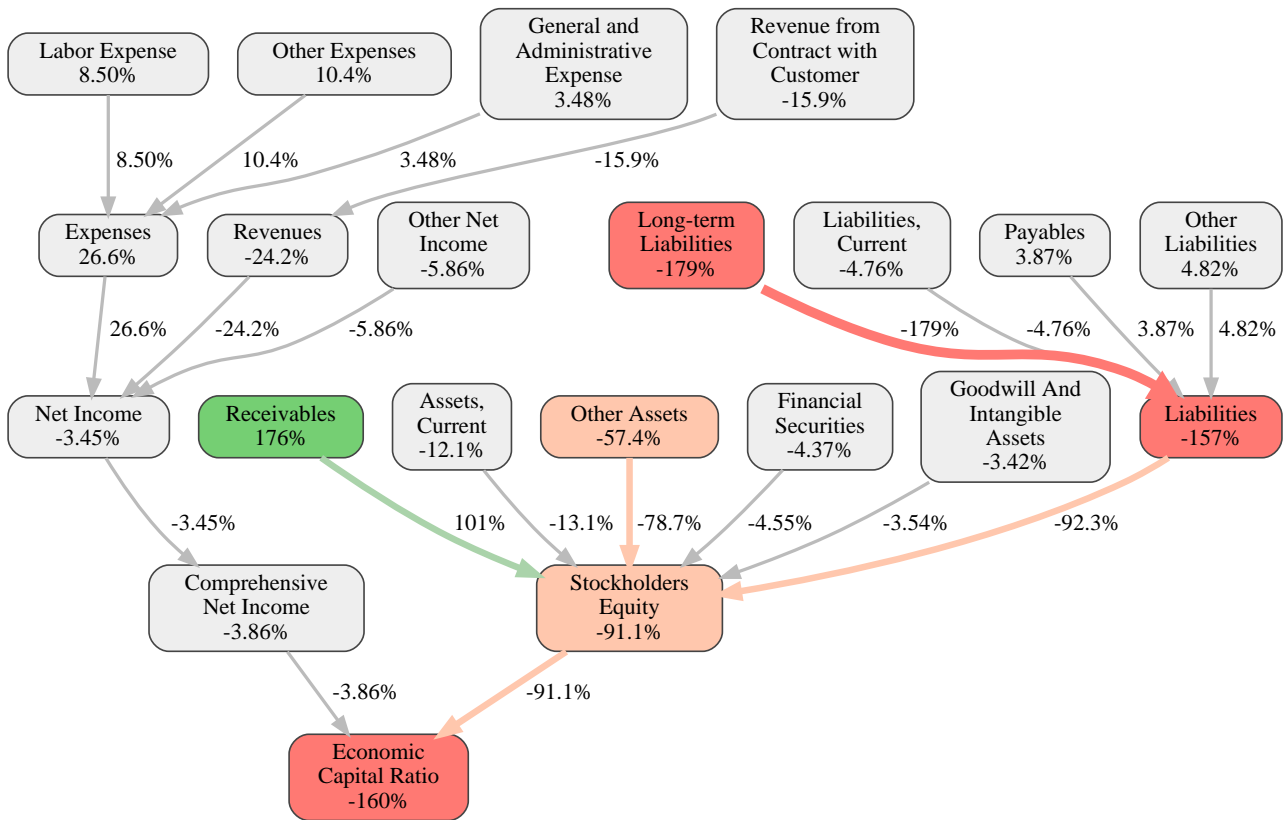 Labor Expense
8.50%
Other Expenses
10.4%
General and
Administrative
Expense
3.48%
Revenue from
Contract with
Customer
-15.9%
8.50%
10.4%
3.48%
-15.9%
Expenses
26.6%
Revenues
-24.2%
Other Net
Income
-5.86%
Long-term
Liabilities
-179%
Liabilities,
Current
-4.76%
Payables
3.87%
Other
Liabilities
4.82%
26.6%
-24.2%
-5.86%
-179%
-4.76%
3.87%
4.82%
Net Income
-3.45%
Receivables
176%
Assets,
Current
-12.1%
Other Assets
-57.4%
Financial
Securities
-4.37%
Goodwill And
Intangible
Assets
-3.42%
Liabilities
-157%
-3.45%
101%
-13.1%
-78.7%
-4.55%
-3.54%
-92.3%
Comprehensive
Net Income
-3.86%
Stockholders
Equity
-91.1%
-3.86%
-91.1%
Economic
Capital Ratio
-160%